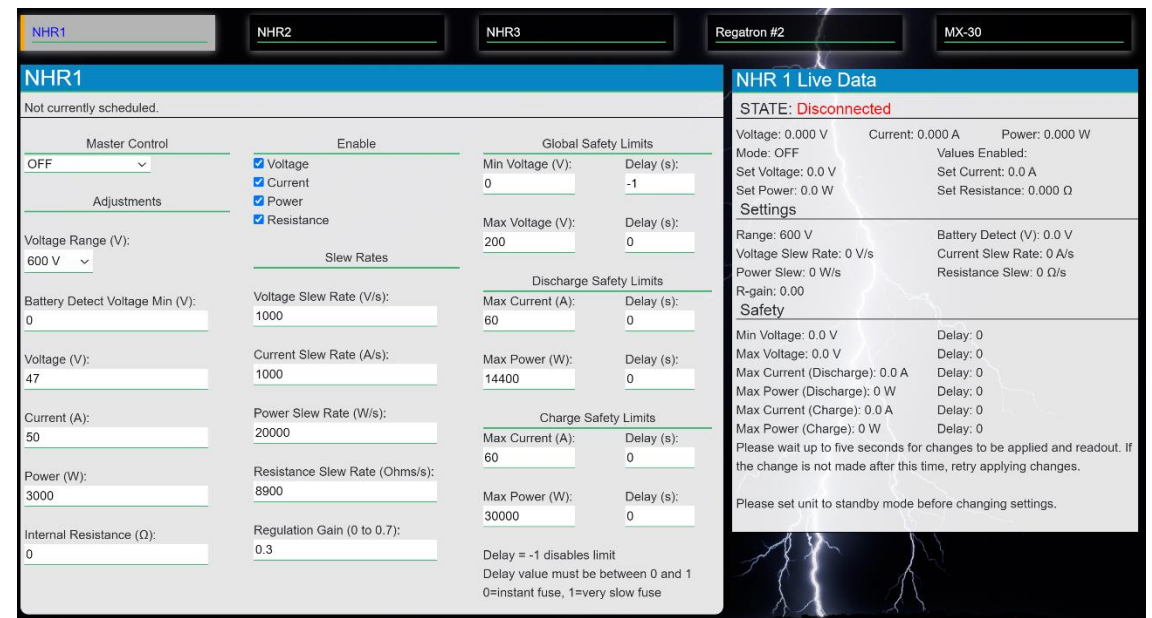 NHR1
NHR2
NHR3
Regatron #2
MX-30
NHR1
Not currently scheduled.
Master Control
OFF
Adjustments
Voltage Range (V):
600 V
Battery Detect Voltage Min (V):
0
Voltage (V):
47
Current (A):
50
Power (W):
3000
Internal Resistance (Ω):
0
Enable
Voltage
Current
Power
Resistance
Slew Rates
Voltage Slew Rate (V/s):
1000
Current Slew Rate (A/s):
1000
Power Slew Rate (W/s):
20000
Resistance Slew Rate (Ohms/s):
8900
Regulation Gain (0 to 0.7):
0.3
Global Safety Limits
Min Voltage (V): Delay (s):
0 -1
Max Voltage (V): Delay (s):
200 0
Discharge Safety Limits
Max Current (A): Delay (s):
60 0
Max Power (W): Delay (s):
14400 0
Charge Safety Limits
Max Current (A): Delay (s):
60 0
Max Power (W): Delay (s):
30000 0
Delay = -1 disables limit
Delay value must be between 0 and 1
0=instant fuse, 1=very slow fuse
NHR 1 Live Data
STATE: Disconnected
Voltage: 0.000 V Current: 0.000 A Power: 0.000 W
Mode: OFF Values Enabled:
Set Voltage: 0.0 V Set Current: 0.0 A
Set Power: 0.0 W Set Resistance: 0.000 Ω
Settings
Range: 600 V Battery Detect (V): 0.0 V
Voltage Slew Rate: 0 V/s Current Slew Rate: 0 A/s
Power Slew: 0 W/s Resistance Slew: 0 Ω/s
R-gain: 0.00
Safety
Min Voltage: 0.0 V Delay: 0
Max Voltage: 0.0 V Delay: 0
Max Current (Discharge): 0.0 A Delay: 0
Max Power (Discharge): 0 W Delay: 0
Max Current (Charge): 0.0 A Delay: 0
Max Power (Charge): 0 W Delay: 0
Please wait up to five seconds for changes to be applied and readout. If
the change is not made after this time, retry applying changes.
Please set unit to standby mode before changing settings.